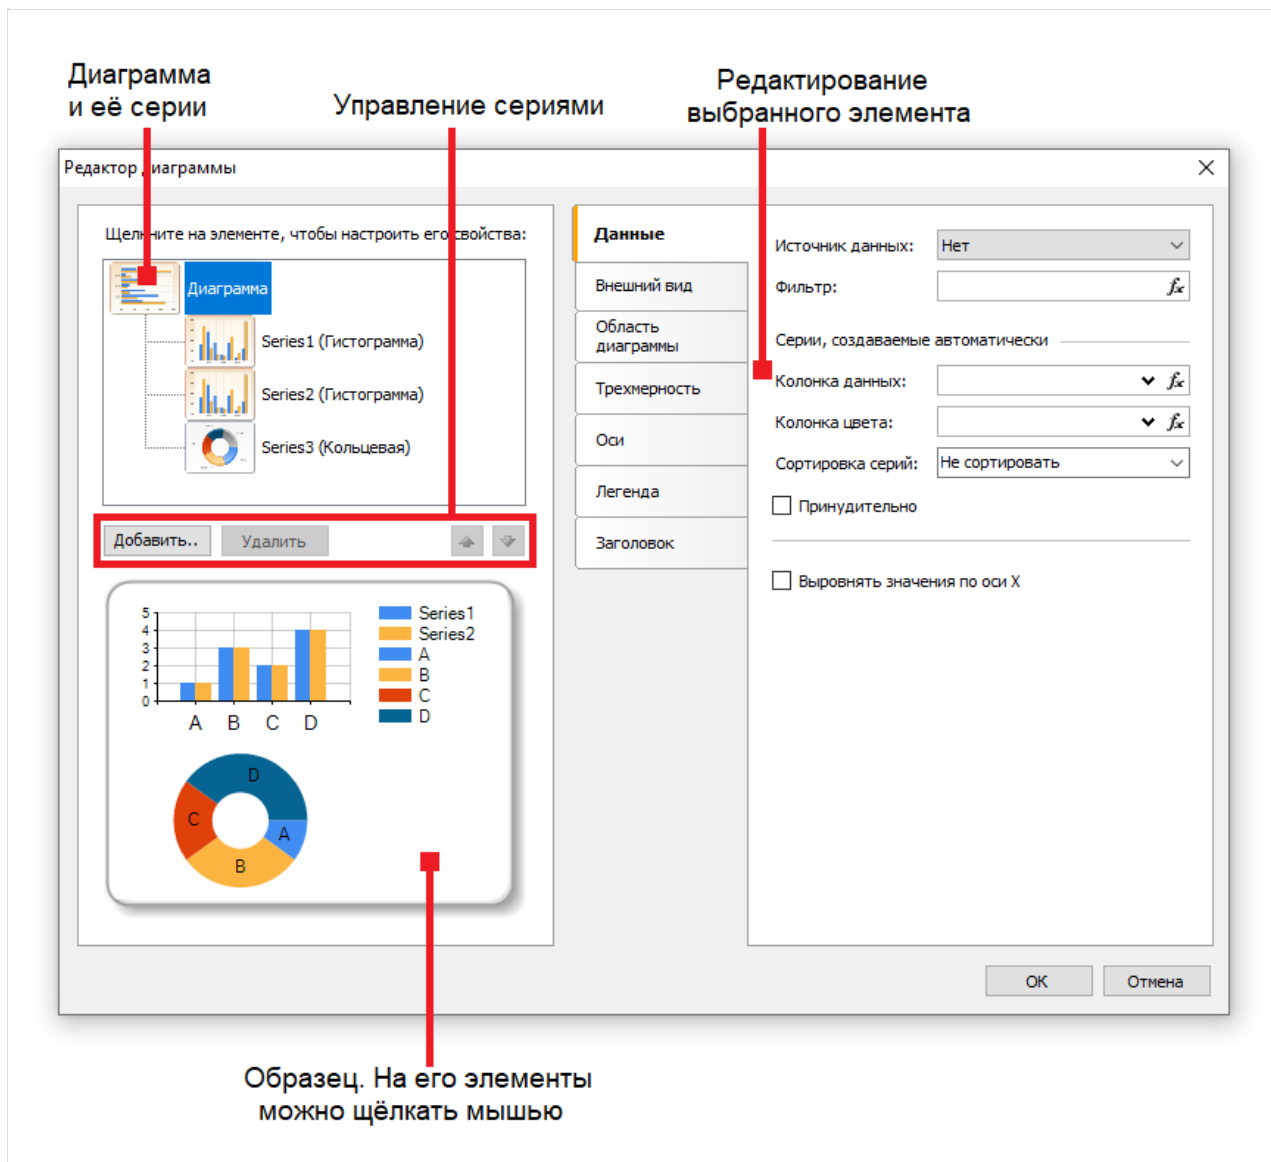 Диаграмма
и её серии
Управление сериями
Редактирование
выбранного элемента
Редактор диаграммы
Щелкните на элементе, чтобы настроить его свойства:
Диаграмма
Series1 (Гистограмма)
Series2 (Гистограмма)
Series3 (Кольцевая)
Добавить..
Удалить
5
4
3
2
1
0
A B C D
Series1
Series2
A
B
C
D
D
C
A
B
Данные
Внешний вид
Область
диаграммы
Трехмерность
Оси
Легенда
Заголовок
Источник данных: Нет
Фильтр: fx
Серии, создаваемые автоматически
Колонка данных: fx
Колонка цвета: fx
Сортировка серий: Не сортировать
Принудительно
Выровнять значения по оси X
OK
Отмена
Образец. На его элементы
можно щёлкать мышью